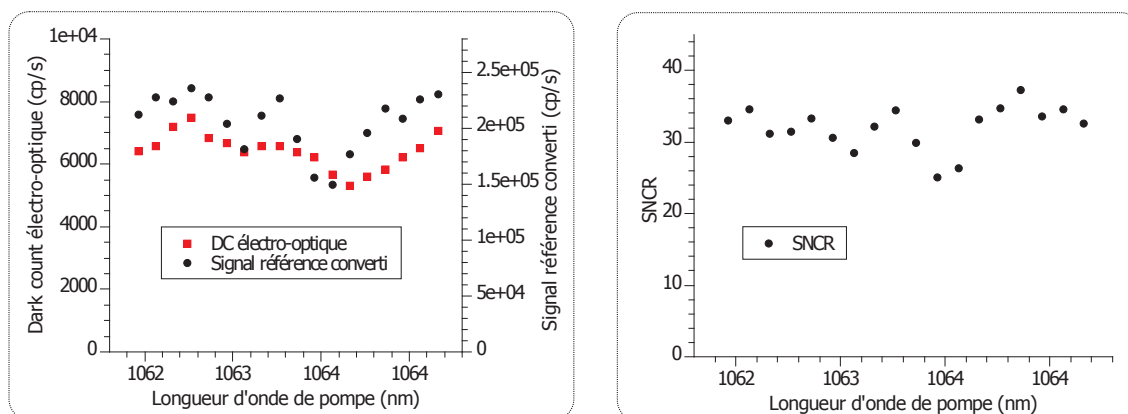 Dark count électro-optique (cp/s)
1e+04
8000
6000
4000
2000
0
DC électro-optique
Signal référence converti
2.5e+05
2e+05
1.5e+05
1e+05
5e+04
0
Signal référence converti (cp/s)
1062
1063
1064
1064
Longueur d'onde de pompe (nm)
SNCR
40
30
20
10
0
SNCR
1062
1063
1064
1064
Longueur d'onde de pompe (nm)